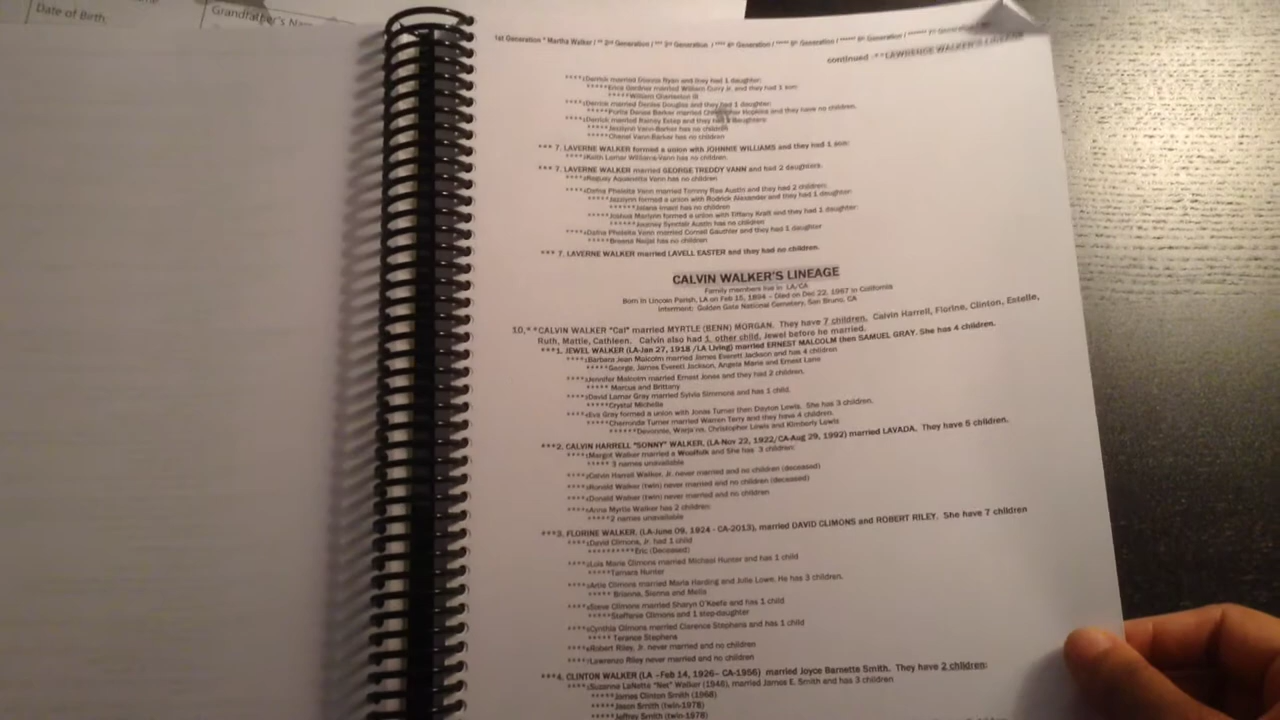 Date of Birth:
Grandfather's
1st Generation * Martha Walker / ** 2nd Generation / *** 3rd Generation / **** 4th Generation / ***** 5th Generation / ****** 6th Generation / ******* 7th Generation
continued -**LAWRENCE WALKER'S LINEAGE
****:Derrick married Ryan and they had 1 daughter:
*****Erica Gardner married William Curry Jr. and they had 1 son:
*****William Charleston III
****:Derrick married Denise Douglas and they had 1 daughter:
*****Porita Danea Barker married Christopher Hopkins and they have no children.
****:Derrick married Rainey Estep and they had daughters:
*****Jazlynn Vann-Barker has no children
*****Chanel Vann-Barker has no children
*** 7. LAVERNE WALKER formed a union with JOHNNIE WILLIAMS and they had 1 son:
****:Keith Lamar Williams-Vann has no children.
*** 7. LAVERNE WALKER married GEORGE TREDDY VANN and had 2 daughters.
****:Reguay Aquanetta Vann has no children
****:Datha Pheletta Vann married Tommy Rae Austin and they had 2 children:
*****Jazlynn formed a union with Rodrick Alexander and they had 1 daughter
******Jalana Imani has no children
*****Joshua Marlynn formed a union with Tiffany Kraft and they had 1 daughter:
******Journey Synclair Austin has no children
****:Datha Pheletta Vann married Cornell Gauthier and they had 1 daughter
*****Breena Neijal has no children
*** 7. LAVERNE WALKER married LAVELL EASTER and they had no children.
CALVIN WALKER'S LINEAGE
Family members live in LA/CA
Born in Lincoln Parish, LA on Feb 15, 1894 – Died on Dec 22, 1967 in California
Interment: Golden Gate National Cemetery, San Bruno, CA
10.**CALVIN WALKER "Cal" married MYRTLE (BENN) MORGAN. They have 7 children. Calvin Harrell, Florine, Clinton, Estelle,
Ruth, Mattie, Cathleen. Calvin also had 1 other child, Jewel before he married.
***1. JEWEL WALKER (LA-Jan 27, 1918 /LA Living) married ERNEST MALCOLM then SAMUEL GRAY. She has 4 children.
****:Barbara Jean Malcolm married James Everett Jackson and has 4 children
*****George, James Everett Jackson, Angela Marie and Ernest Lane
****:Jennifer Malcolm married Ernest Jones and they had 2 children.
***** Marcus and Brittany
****:David Lamar Gray married Sylvia Simmons and has 1 child.
*****Crystal Michelle
****:Eva Gray formed a union with Jonas Turner then Dayton Lewis. She has 3 children.
*****Charronda Turner married Warren Terry and they have 4 children.
******Devonnie, Christopher Lewis and Kimberly Lewis
***2. CALVIN HARRELL "SONNY" WALKER, (LA-Nov 22, 1922/CA-Aug 29, 1992) married LAVADA. They have 5 children.
****:Margot Walker married a Woolfolk and She has 3 children:
***** 3 names unavailable
****:Calvin Harrell Walker, Jr. never married and no children (deceased)
****:Ronald Walker (twin) never married and no children (deceased)
****:Donald Walker (twin) never married and no children
****:Anna Myrtle Walker has 2 children:
*****2 names unavailable
***3. FLORINE WALKER, (LA-June 09, 1924 - CA-2013), married DAVID CLIMONS and ROBERT RILEY. She have 7 children
****:David Climons, Jr. had 1 child
**********Eric (Deceased)
****:Lula Marie Climons married Micheal Hunter and has 1 child
*****Tamara Hunter
****:Artie Climons married Maria Harding and Julie Lowe. He has 3 children.
***** Brianna, Sienna and Melia
****:Steve Climons married Sharyn O'Keefe and has 1 child
*****Staffanie Climons and 1 step-daughter
****:Cynthia Climons married Clarence Stephens and has 1 child
***** Terance Stephens
****:Robert Riley, Jr. never married and no children
****:Lawrenzo Riley never married and no children
***4. CLINTON WALKER (LA –Feb 14, 1926– CA-1956) married Joyce Barnette Smith. They have 2 children:
****:Suzanne LaNette "Net" Walker (1948), married James E. Smith and has 3 children
*****James Clinton Smith (1968)
*****Jason Smith (twin-1978)
*****Jeffrey Smith (twin-1978)